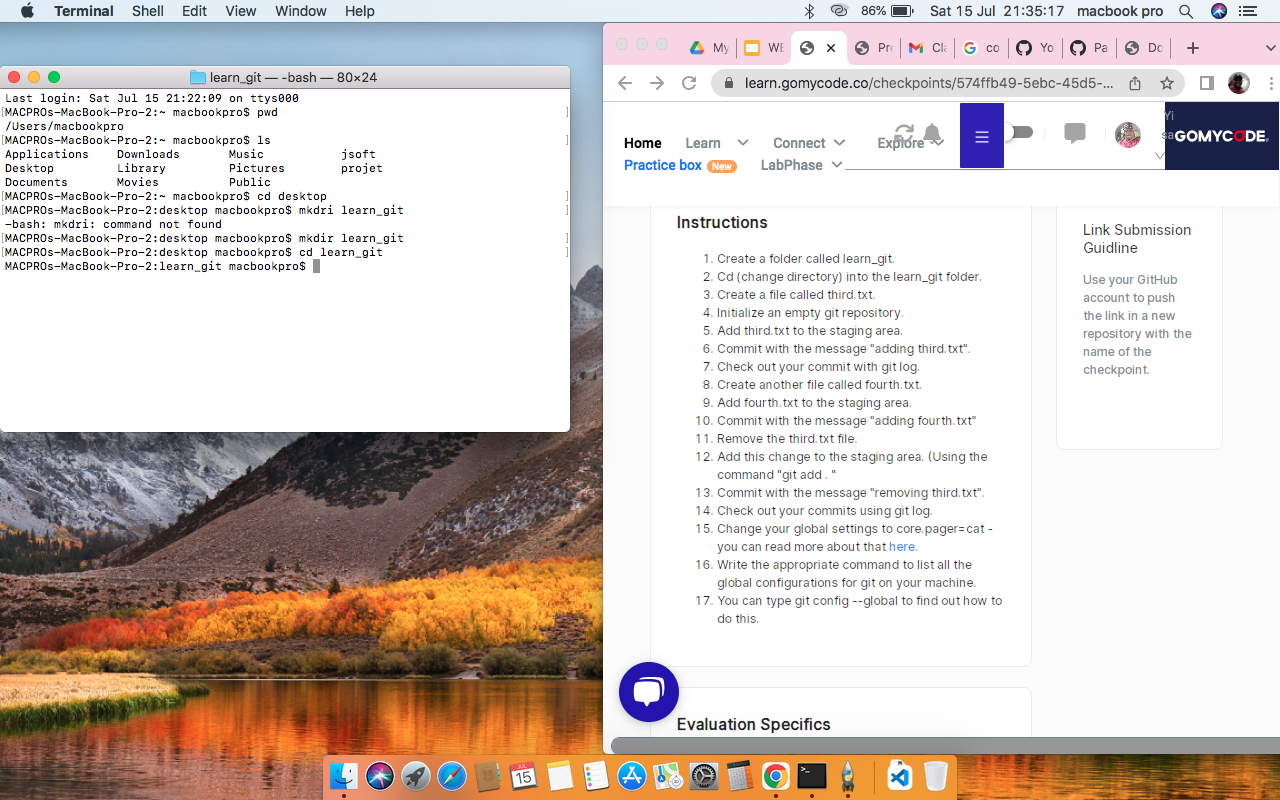 Terminal Shell Edit View Window Help 86% Sat 15 Jul 21:35:17 macbook pro
learn_git — -bash — 80×24
Last login: Sat Jul 15 21:22:09 on ttys000
[MACPROs-MacBook-Pro-2:~ macbookpro$ pwd ]
/Users/macbookpro
[MACPROs-MacBook-Pro-2:~ macbookpro$ ls ]
Applications Downloads Music jsoft
Desktop Library Pictures projet
Documents Movies Public
[MACPROs-MacBook-Pro-2:~ macbookpro$ cd desktop ]
[MACPROs-MacBook-Pro-2:desktop macbookpro$ mkdri learn_git ]
-bash: mkdri: command not found
[MACPROs-MacBook-Pro-2:desktop macbookpro$ mkdir learn_git ]
[MACPROs-MacBook-Pro-2:desktop macbookpro$ cd learn_git ]
MACPROs-MacBook-Pro-2:learn_git macbookpro$
My WE Pr Cl co Yo Pa Do
learn.gomycode.co/checkpoints/574ffb49-5ebc-45d5-...
Home Learn Connect Explore
Yi
sa
GOMYCODE
Practice box New LabPhase
Instructions
1. Create a folder called learn_git.
2. Cd (change directory) into the learn_git folder.
3. Create a file called third.txt.
4. Initialize an empty git repository.
5. Add third.txt to the staging area.
6. Commit with the message "adding third.txt".
7. Check out your commit with git log.
8. Create another file called fourth.txt.
9. Add fourth.txt to the staging area.
10. Commit with the message "adding fourth.txt"
11. Remove the third.txt file.
12. Add this change to the staging area. (Using the
command "git add . "
13. Commit with the message "removing third.txt".
14. Check out your commits using git log.
15. Change your global settings to core.pager=cat -
you can read more about that here.
16. Write the appropriate command to list all the
global configurations for git on your machine.
17. You can type git config --global to find out how to
do this.
Link Submission
Guidline
Use your GitHub
account to push
the link in a new
repository with the
name of the
checkpoint.
Evaluation Specifics
JUL
15